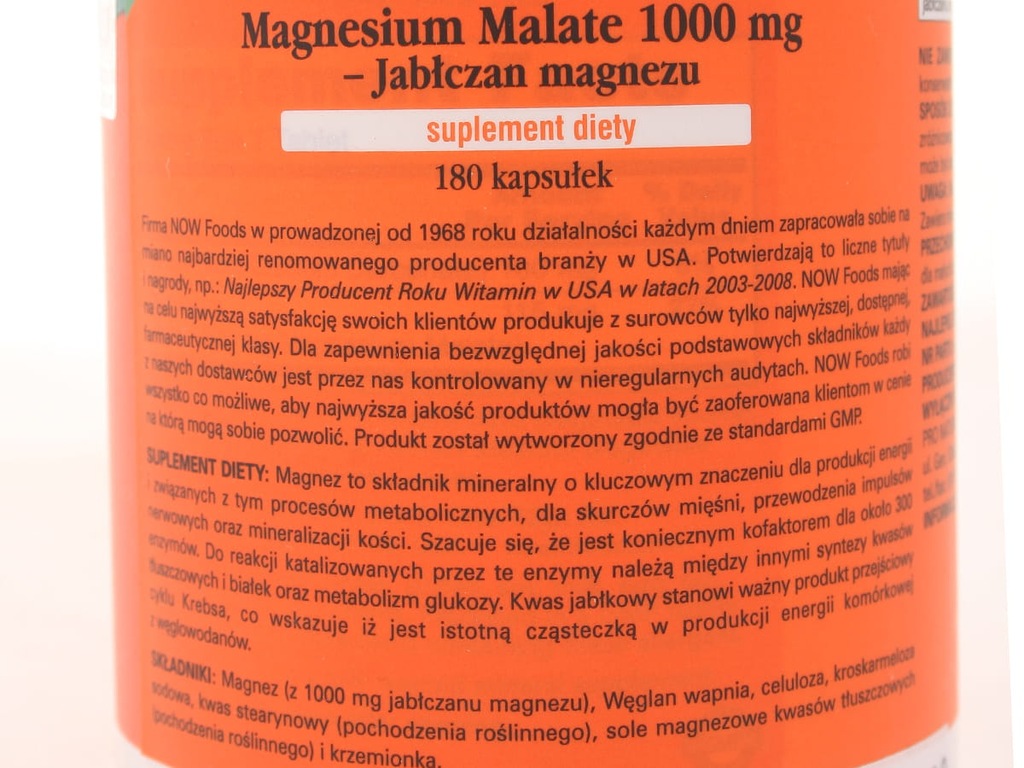 Magnesium Malate 1000 mg
– Jabłczan magnezu
suplement diety
180 kapsułek
Firma NOW Foods w prowadzonej od 1968 roku działalności każdym dniem zapracowała sobie na
miano najbardziej renomowanego producenta branży w USA. Potwierdzają to liczne tytuły
i nagrody, np.: Najlepszy Producent Roku Witamin w USA w latach 2003-2008. NOW Foods mając
na celu najwyższą satysfakcję swoich klientów produkuje z surowców tylko najwyższej, dostępnej,
farmaceutycznej klasy. Dla zapewnienia bezwzględnej jakości podstawowych składników każdy
z naszych dostawców jest przez nas kontrolowany w nieregularnych audytach. NOW Foods robi
wszystko co możliwe, aby najwyższa jakość produktów mogła być zaoferowana klientom w cenie
na którą mogą sobie pozwolić. Produkt został wytworzony zgodnie ze standardami GMP.
SUPLEMENT DIETY: Magnez to składnik mineralny o kluczowym znaczeniu dla produkcji energii
i związanych z tym procesów metabolicznych, dla skurczów mięśni, przewodzenia impulsów
nerwowych oraz mineralizacji kości. Szacuje się, że jest koniecznym kofaktorem dla około 300
enzymów. Do reakcji katalizowanych przez te enzymy należą między innymi syntezy kwasów
tłuszczowych i białek oraz metabolizm glukozy. Kwas jabłkowy stanowi ważny produkt przejściowy
cyklu Krebsa, co wskazuje iż jest istotną cząsteczką w produkcji energii komórkowej
z węglowodanów.
SKŁADNIKI: Magnez (z 1000 mg jabłczanu magnezu), Węglan wapnia, celuloza, kroskarmeloza
sodowa, kwas stearynowy (pochodzenia roślinnego), sole magnezowe kwasów tłuszczowych
(pochodzenia roślinnego) i krzemionka.